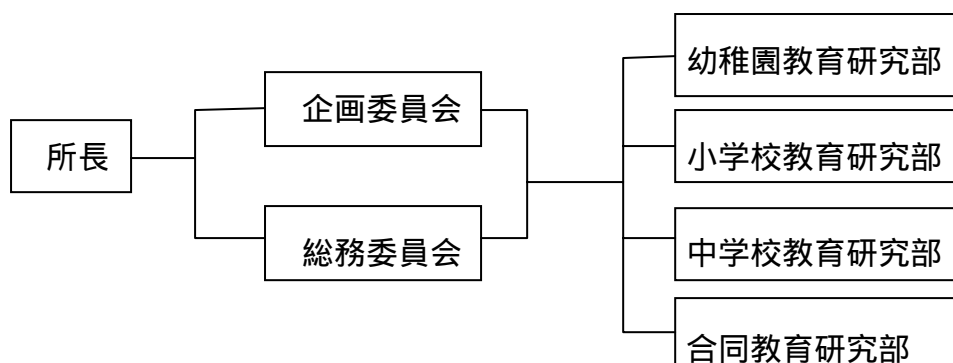 所長
企画委員会
総務委員会
幼稚園教育研究部
小学校教育研究部
中学校教育研究部
合同教育研究部